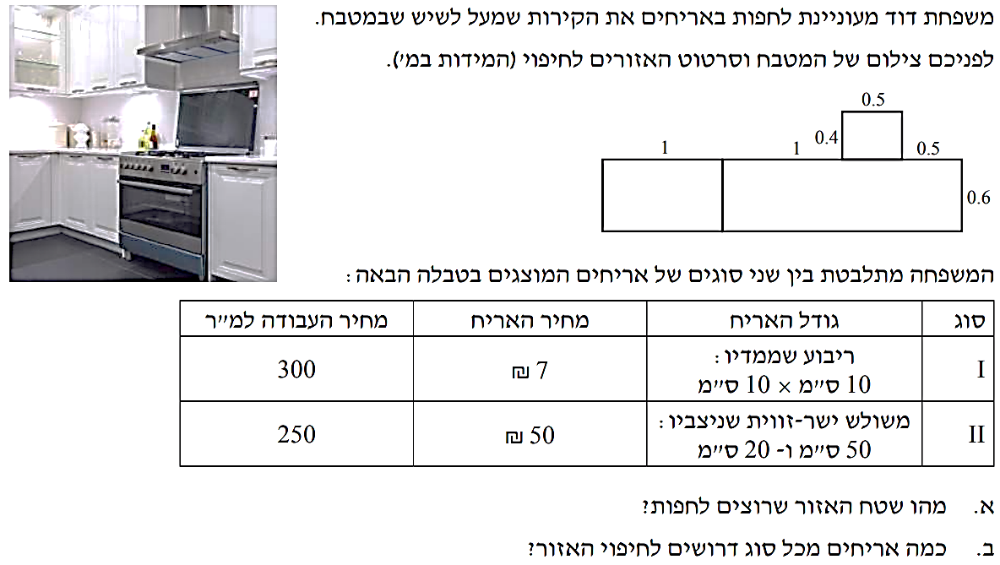 משפחת דוד מעוניינת לחפות באריחים את הקירות שמעל לשיש שבמטבח.
לפניכם צילום של המטבח וסרטוט האזורים לחיפוי (המידות במ').
0.5
0.4
1
1
0.5
0.6
המשפחה מתלבטת בין שני סוגים של אריחים המוצגים בטבלה הבאה:
סוג גודל האריח מחיר האריח מחיר העבודה למ"ר
I ריבוע שממדיו: 10 ס"מ × 10 ס"מ 7 ₪ 300
II משולש ישר-זווית שניצביו: 50 ס"מ ו- 20 ס"מ 50 ₪ 250
א. מהו שטח האזור שרוצים לחפות?
ב. כמה אריחים מכל סוג דרושים לחיפוי האזור?